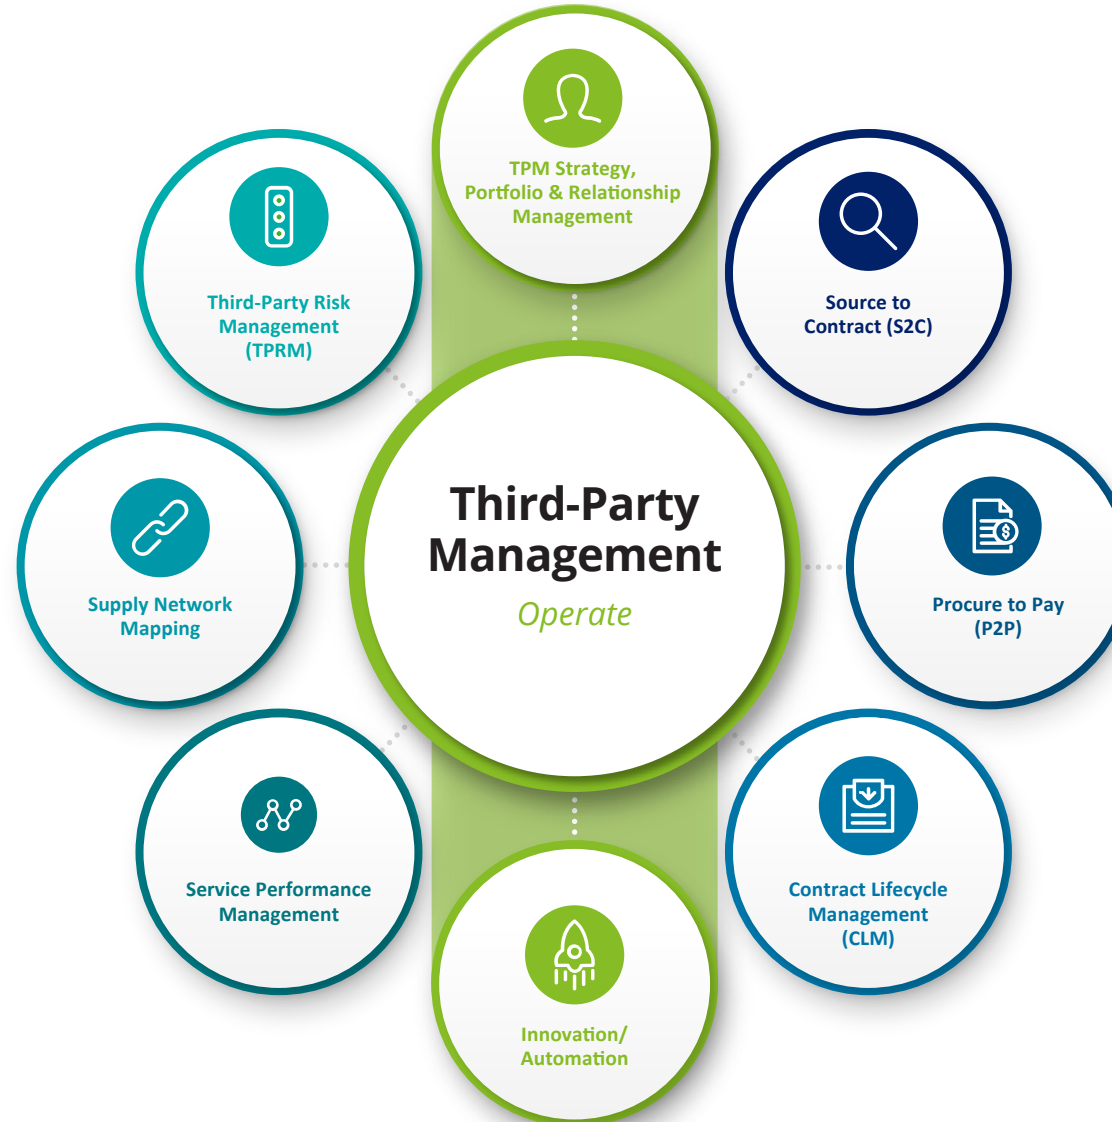 TPM Strategy,
Portfolio & Relationship
Management
Source to
Contract (S2C)
Procure to Pay
(P2P)
Contract Lifecycle
Management
(CLM)
Innovation/
Automation
Service Performance
Management
Supply Network
Mapping
Third-Party Risk
Management
(TPRM)
Third-Party
Management
Operate
$